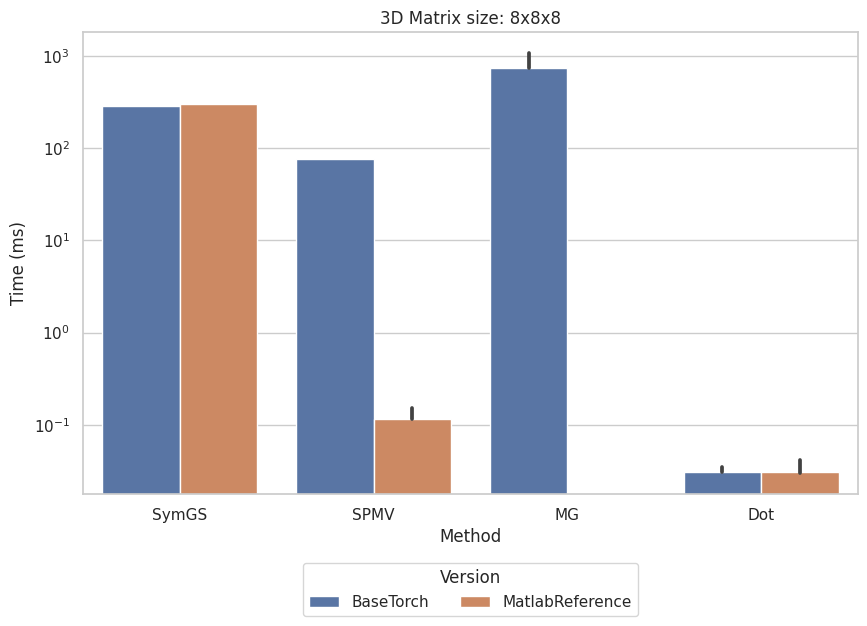 3D Matrix size: 8x8x8
Time (ms)
10³
10²
10¹
10⁰
10⁻¹
SymGS SPMV MG Dot
Method
Version
BaseTorch MatlabReference